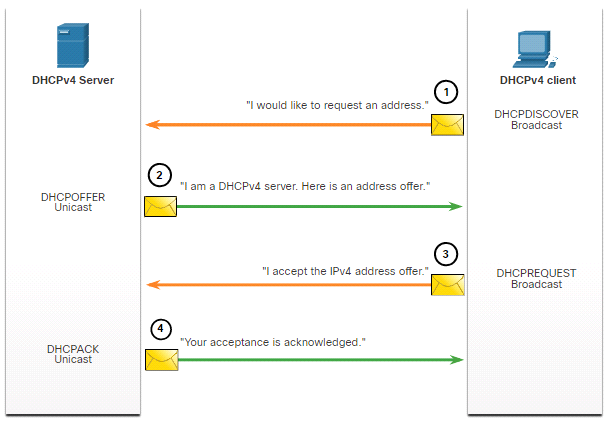 DHCPv4 Server
DHCPv4 client
1
"I would like to request an address."
DHCPDISCOVER
Broadcast
2
"I am a DHCPv4 server. Here is an address offer."
DHCPOFFER
Unicast
3
"I accept the IPv4 address offer."
DHCPREQUEST
Broadcast
4
"Your acceptance is acknowledged."
DHCPACK
Unicast